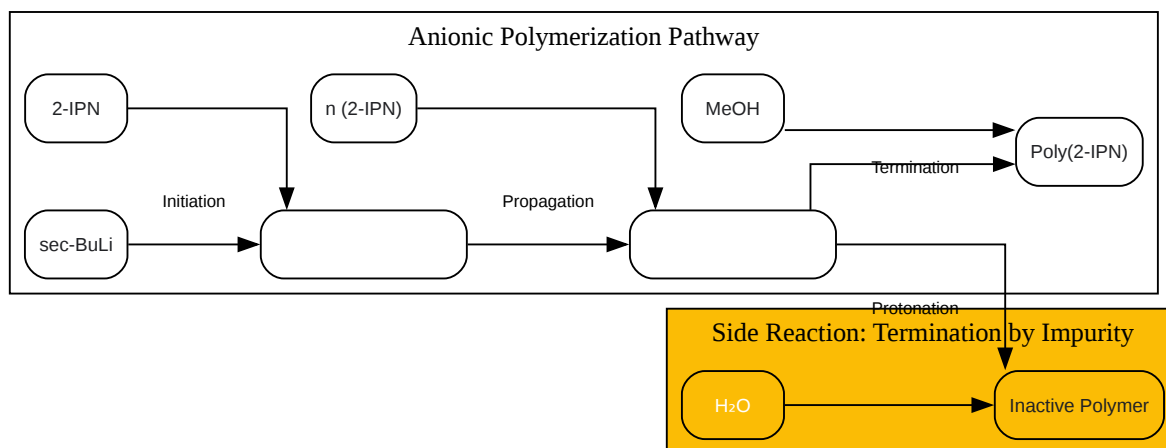 Anionic Polymerization Pathway
2-IPN
n (2-IPN)
MeOH
Poly(2-IPN)
Termination
Initiation
Propagation
sec-BuLi
Protonation
Side Reaction: Termination by Impurity
H₂O
Inactive Polymer